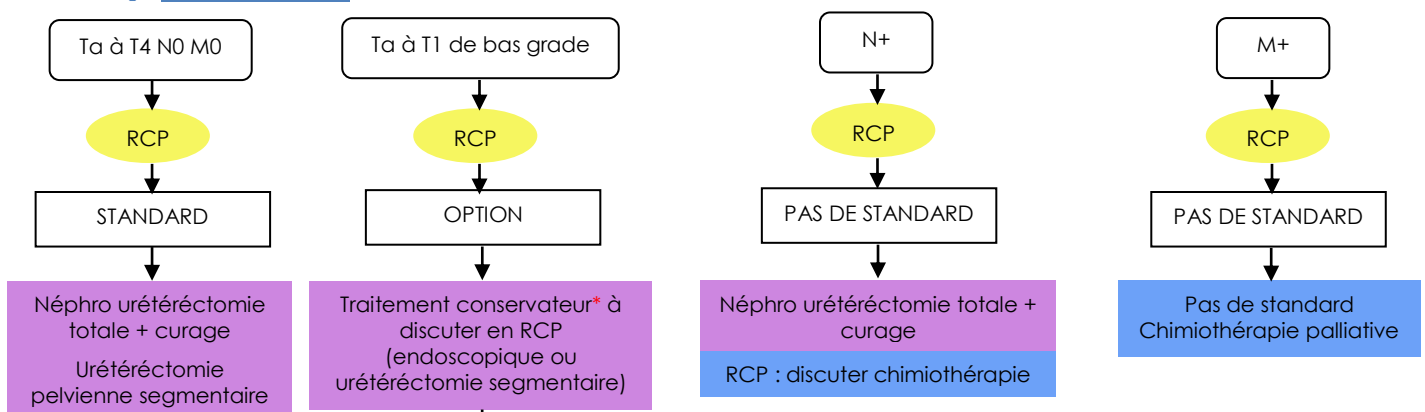 Ta à T4 N0 M0
RCP
STANDARD
Néphro urétéréctomie
totale + curage
Urétéréctomie
pelvienne segmentaire
Ta à T1 de bas grade
RCP
OPTION
Traitement conservateur* à
discuter en RCP
(endoscopique ou
urétéréctomie segmentaire)
N+
RCP
PAS DE STANDARD
Néphro urétéréctomie totale +
curage
RCP : discuter chimiothérapie
M+
RCP
PAS DE STANDARD
Pas de standard
Chimiothérapie palliative